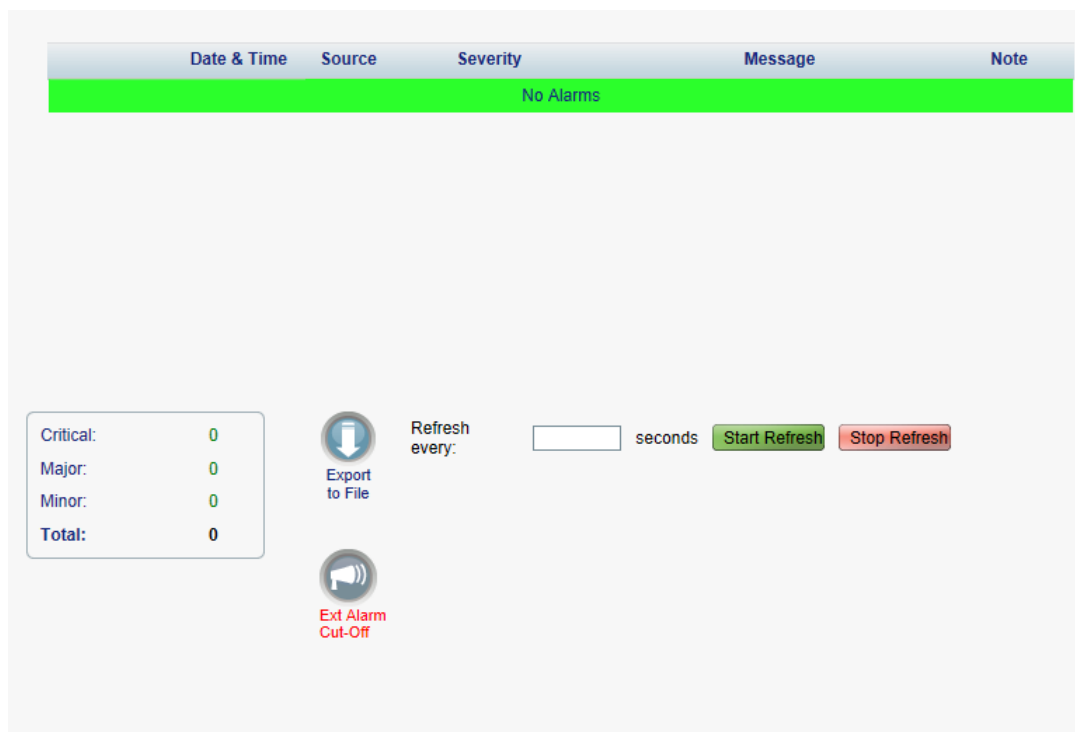 Date & Time Source Severity Message Note
No Alarms
Critical: 0
Major: 0
Minor: 0
Total: 0
Export
to File
Refresh
every:
seconds Start Refresh Stop Refresh
Ext Alarm
Cut-Off